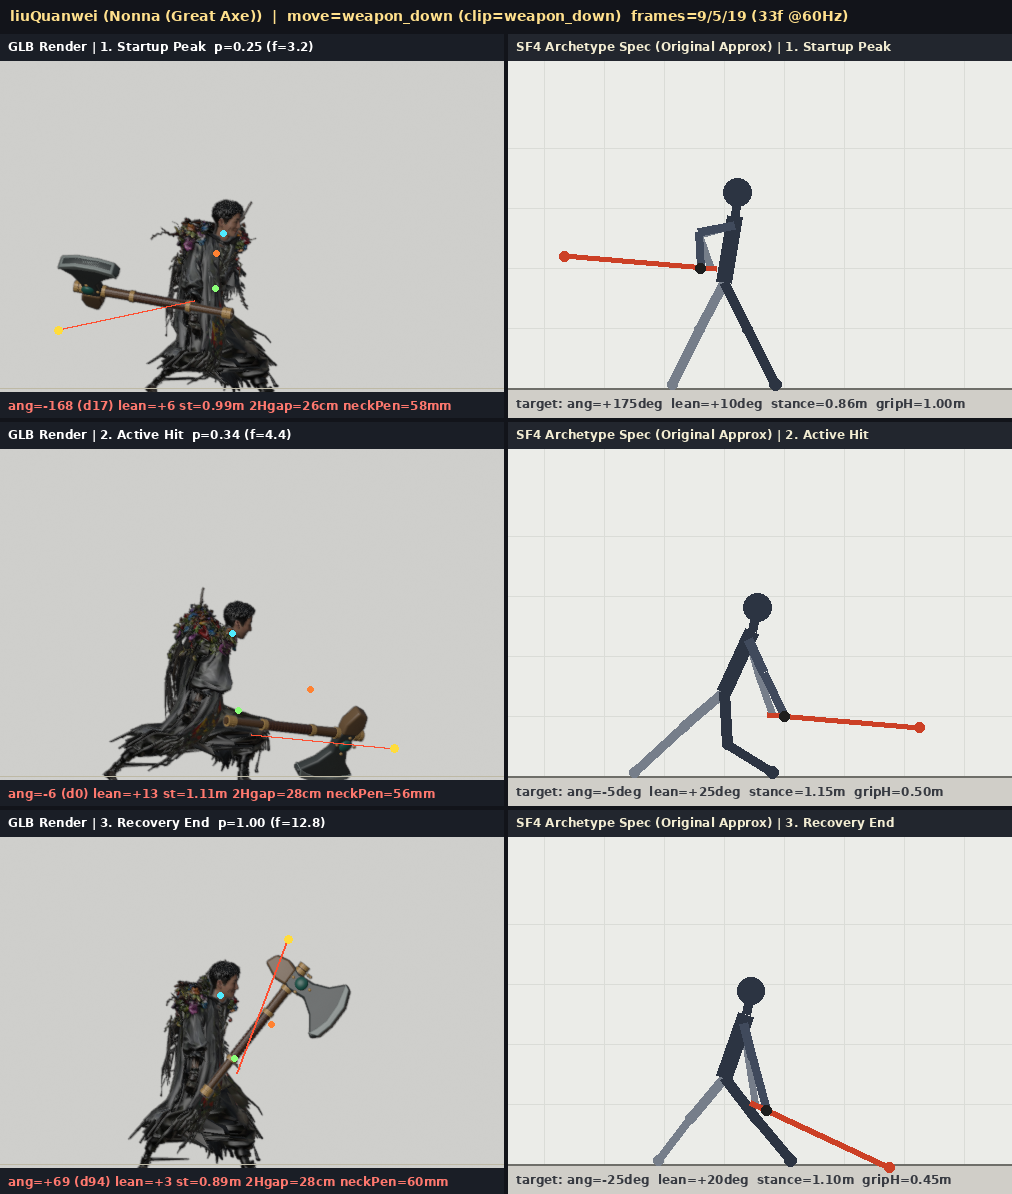 liuQuanwei (Nonna (Great Axe))  |  move=weapon_down (clip=weapon_down)  frames=9/5/19 (33f @60Hz)
GLB Render | 1. Startup Peak  p=0.25 (f=3.2)
SF4 Archetype Spec (Original Approx) | 1. Startup Peak
ang=-168 (d17) lean=+6 st=0.99m 2Hgap=26cm neckPen=58mm
target: ang=+175deg  lean=+10deg  stance=0.86m  gripH=1.00m
GLB Render | 2. Active Hit  p=0.34 (f=4.4)
SF4 Archetype Spec (Original Approx) | 2. Active Hit
ang=-6 (d0) lean=+13 st=1.11m 2Hgap=28cm neckPen=56mm
target: ang=-5deg  lean=+25deg  stance=1.15m  gripH=0.50m
GLB Render | 3. Recovery End  p=1.00 (f=12.8)
SF4 Archetype Spec (Original Approx) | 3. Recovery End
ang=+69 (d94) lean=+3 st=0.89m 2Hgap=28cm neckPen=60mm
target: ang=-25deg  lean=+20deg  stance=1.10m  gripH=0.45m